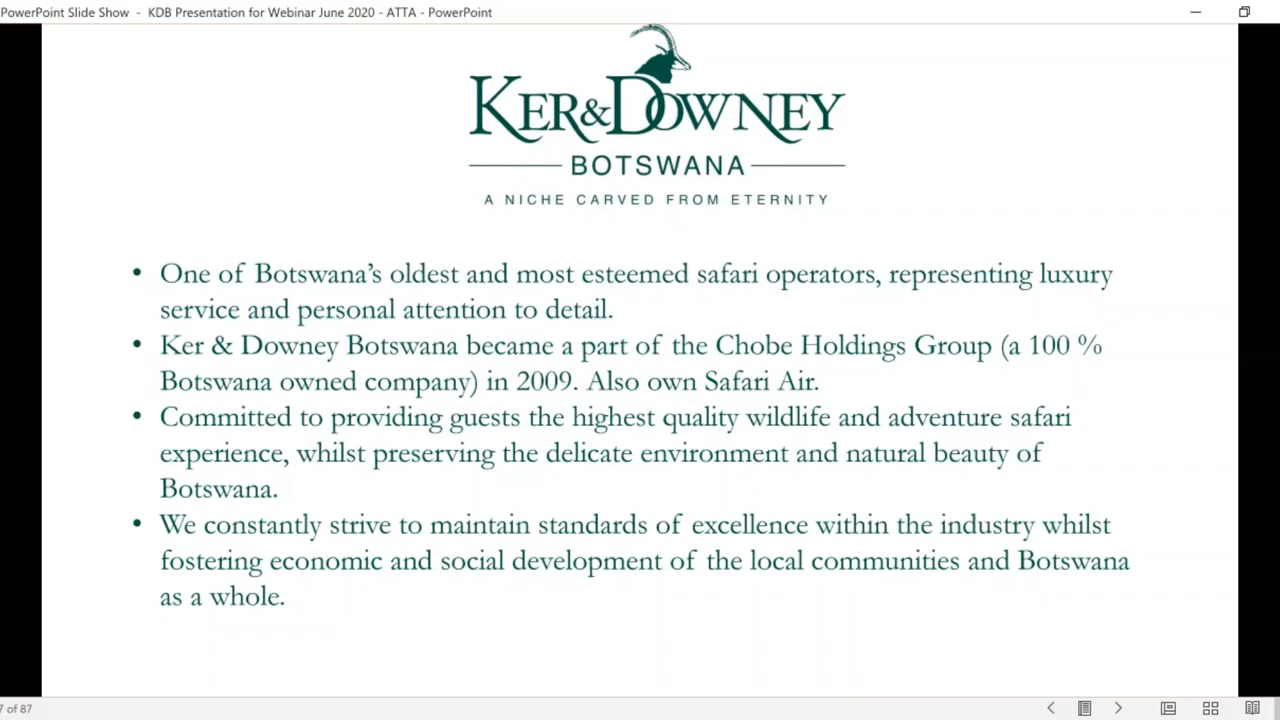 PowerPoint Slide Show - KDB Presentation for Webinar June 2020 - ATTA - PowerPoint
KER&DOWNEY
BOTSWANA
A NICHE CARVED FROM ETERNITY
• One of Botswana’s oldest and most esteemed safari operators, representing luxury
service and personal attention to detail.
• Ker & Downey Botswana became a part of the Chobe Holdings Group (a 100 %
Botswana owned company) in 2009. Also own Safari Air.
• Committed to providing guests the highest quality wildlife and adventure safari
experience, whilst preserving the delicate environment and natural beauty of
Botswana.
• We constantly strive to maintain standards of excellence within the industry whilst
fostering economic and social development of the local communities and Botswana
as a whole.
of 87